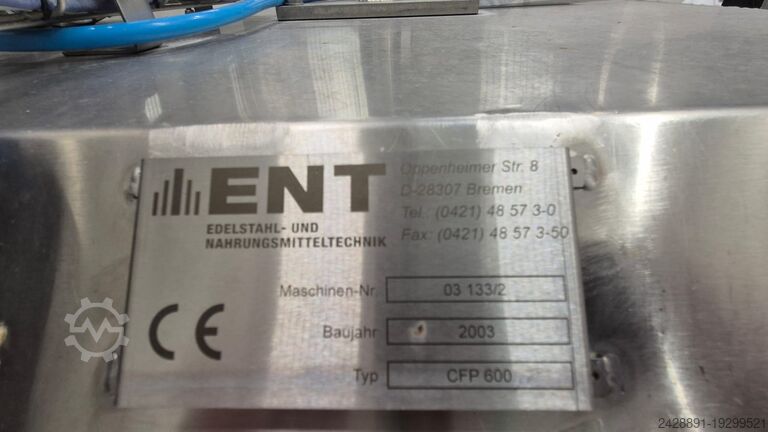 ENT
EDELSTAHL- UND
NAHRUNGSMITTELTECHNIK
Oppenheimer Str. 8
D-28307 Bremen
Tel.: (0421) 48 57 3-0
Fax: (0421) 48 57 3-50
Maschinen-Nr. 03 133/2
Baujahr 2003
Typ CFP 600
CE
2428891-19299521